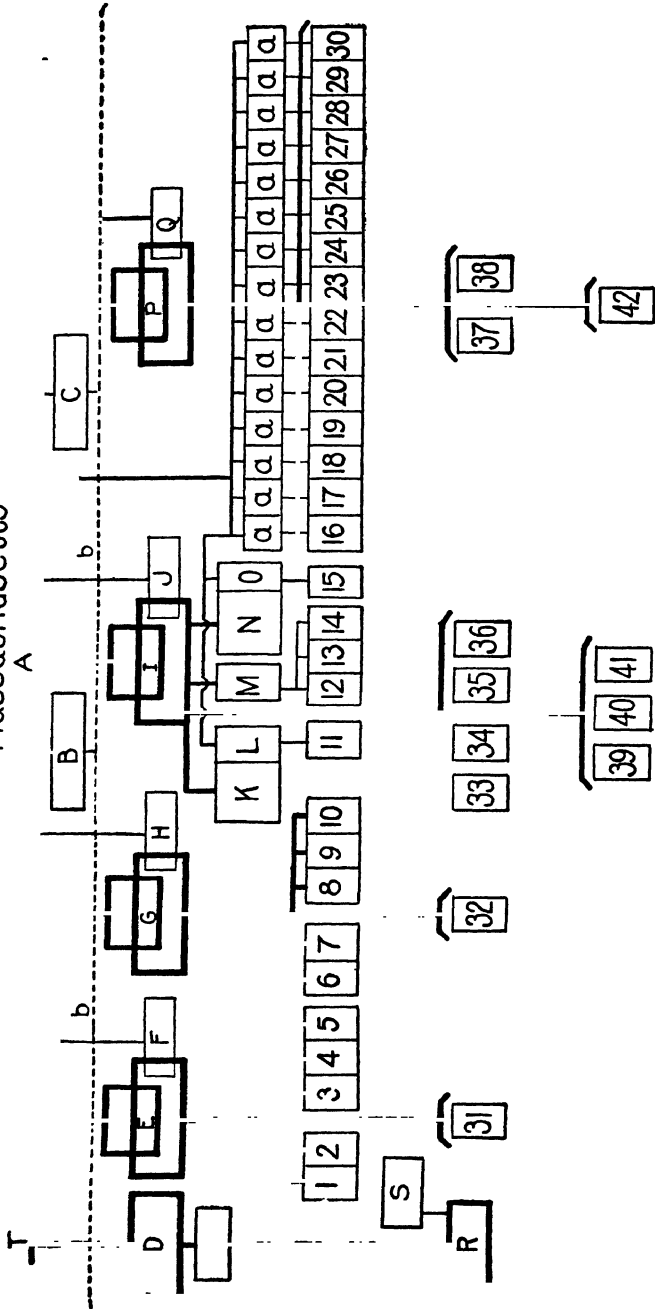 A
T
B C
b b
D E F G H I J P Q
K L M N O a a a a a a a a a a a a a a a
1 2 3 4 5 6 7 8 9 10 11 12 13 14 15 16 17 18 19 20 21 22 23 24 25 26 27 28 29 30
S
R 31 32 33 34 35 36 37 38
39 40 41 42